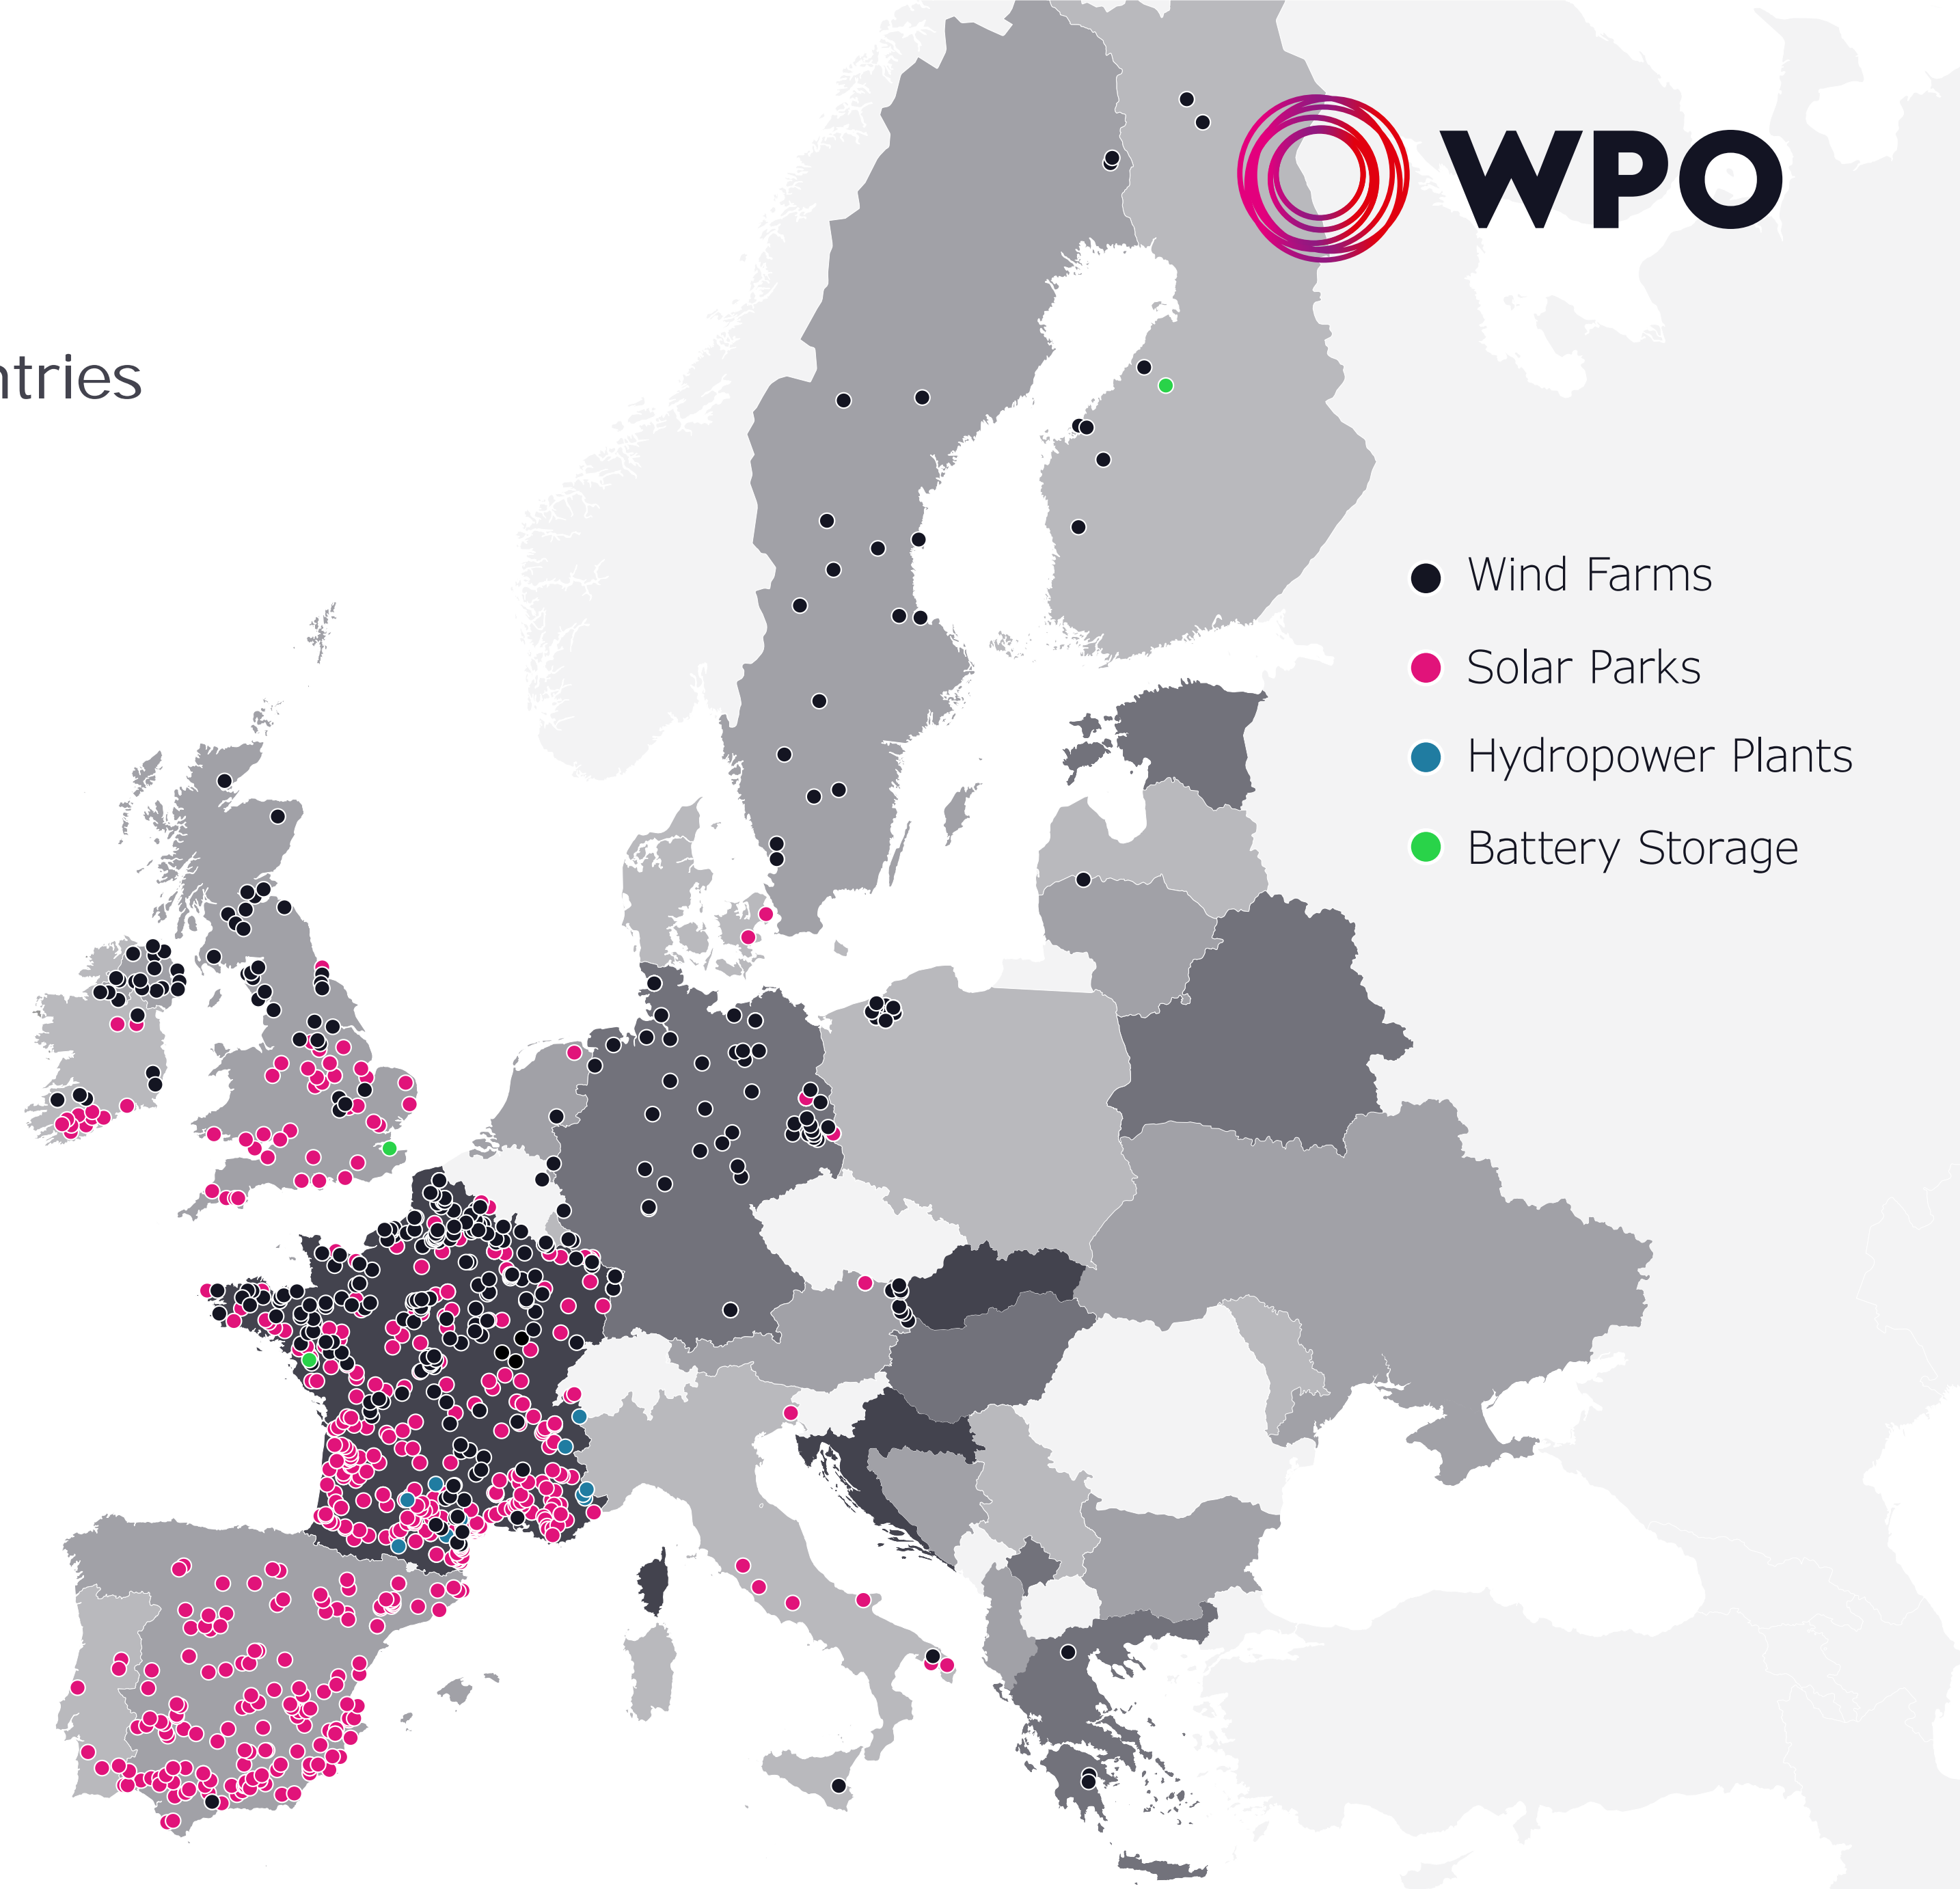 WPO
ntries
Wind Farms
Solar Parks
Hydropower Plants
Battery Storage